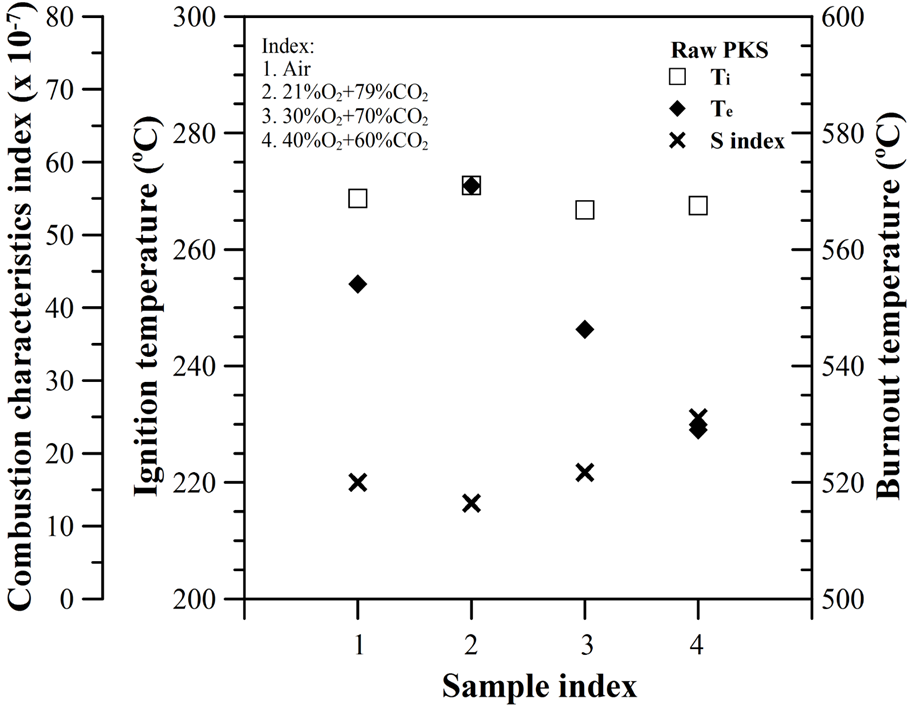 Combustion characteristics index (x 10⁻⁷)
80
70
60
50
40
30
20
10
0
Ignition temperature (°C)
300
280
260
240
220
200
Index:
1. Air
2. 21%O₂+79%CO₂
3. 30%O₂+70%CO₂
4. 40%O₂+60%CO₂
Raw PKS
Tᵢ
Tₑ
S index
600
580
560
540
520
500
Burnout temperature (°C)
1 2 3 4
Sample index